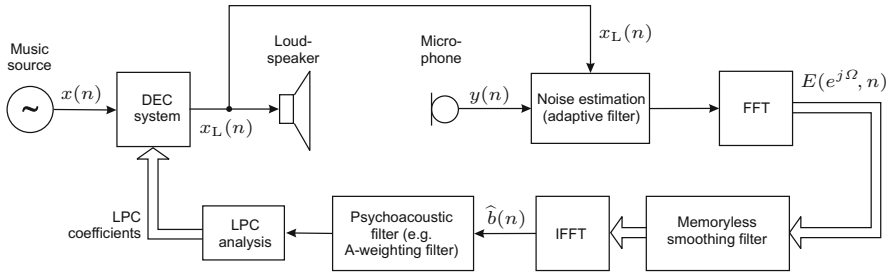 Music
source
x(n)
DEC
system
x_L(n)
Loud-
speaker
Micro-
phone
y(n)
x_L(n)
Noise estimation
(adaptive filter)
FFT
E(e^{jΩ}, n)
LPC
coefficients
LPC
analysis
Psychoacoustic
filter (e.g.
A-weighting filter)
b̂(n)
IFFT
Memoryless
smoothing filter